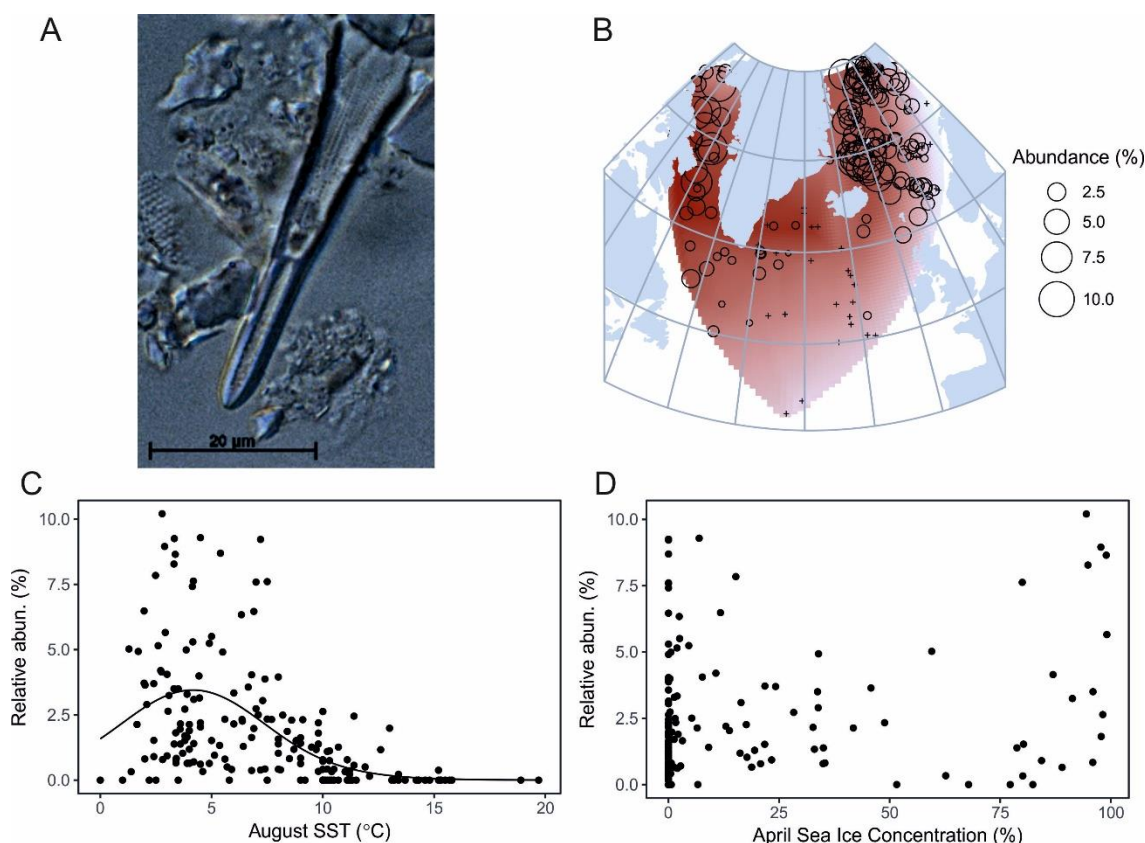 A
20 µm
B
Abundance (%)
2.5
5.0
7.5
10.0
C
10.0
7.5
5.0
2.5
0.0
Relative abun. (%)
0 5 10 15 20
August SST (°C)
D
10.0
7.5
5.0
2.5
0.0
Relative abun. (%)
0 25 50 75 100
April Sea Ice Concentration (%)